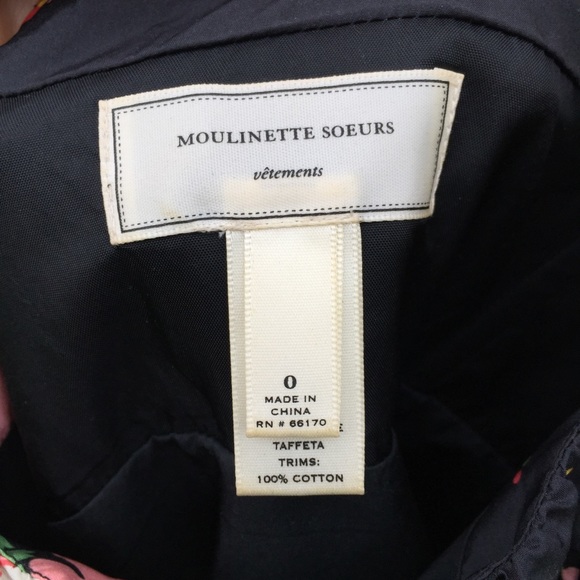 MOULINETTE SOEURS
vêtements
0
MADE IN
CHINA
RN # 66170
TAFFETA
TRIMS:
100% COTTON